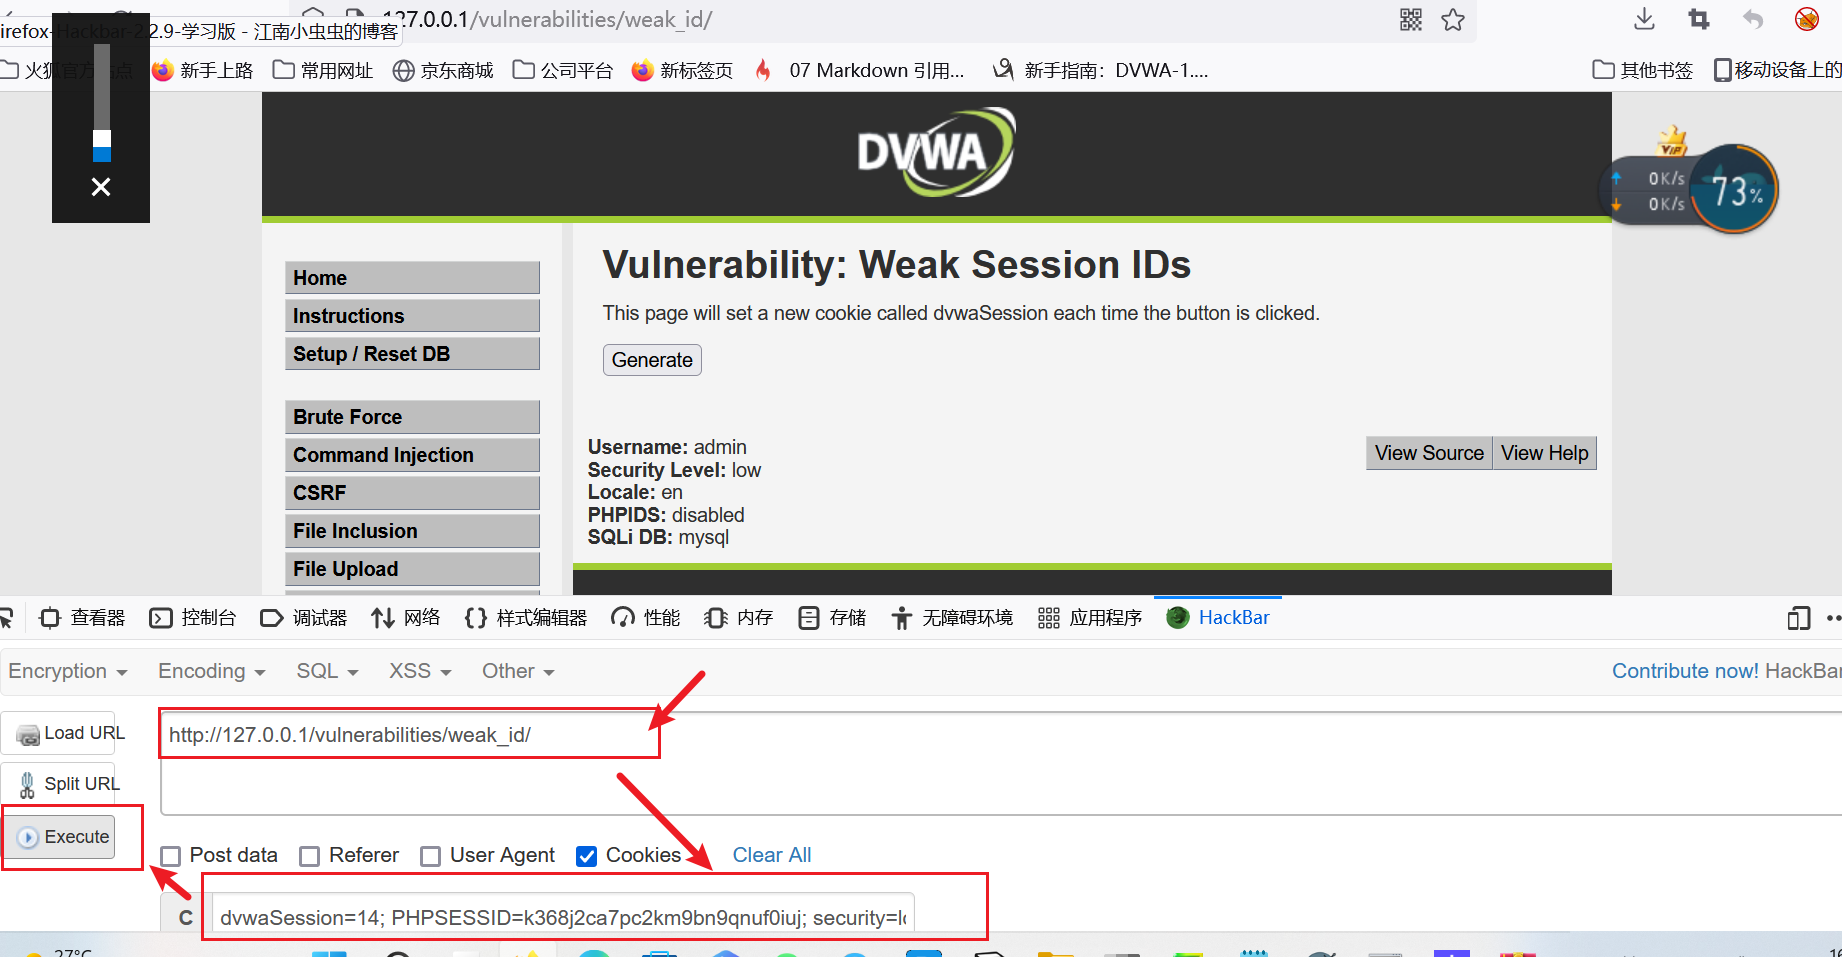 127.0.0.1/vulnerabilities/weak_id/
irefox-Hackbar-2.2.9-学习版 - 江南小虫虫的博客
火狐官方站点
新手上路
常用网址
京东商城
公司平台
新标签页
07 Markdown 引用...
新手指南：DVWA-1....
其他书签
移动设备上的
DVWA
VIP
0K/s
0K/s
73%
Vulnerability: Weak Session IDs
This page will set a new cookie called dvwaSession each time the button is clicked.
Generate
Home
Instructions
Setup / Reset DB
Brute Force
Command Injection
CSRF
File Inclusion
File Upload
Username: admin
Security Level: low
Locale: en
PHPIDS: disabled
SQLi DB: mysql
View Source
View Help
查看器
控制台
调试器
网络
样式编辑器
性能
内存
存储
无障碍环境
应用程序
HackBar
Encryption
Encoding
SQL
XSS
Other
Contribute now! HackBar
Load URL
http://127.0.0.1/vulnerabilities/weak_id/
Split URL
Execute
Post data
Referer
User Agent
Cookies
Clear All
C
dvwaSession=14; PHPSESSID=k368j2ca7pc2km9bn9qnuf0iuj; security=lo
27°C